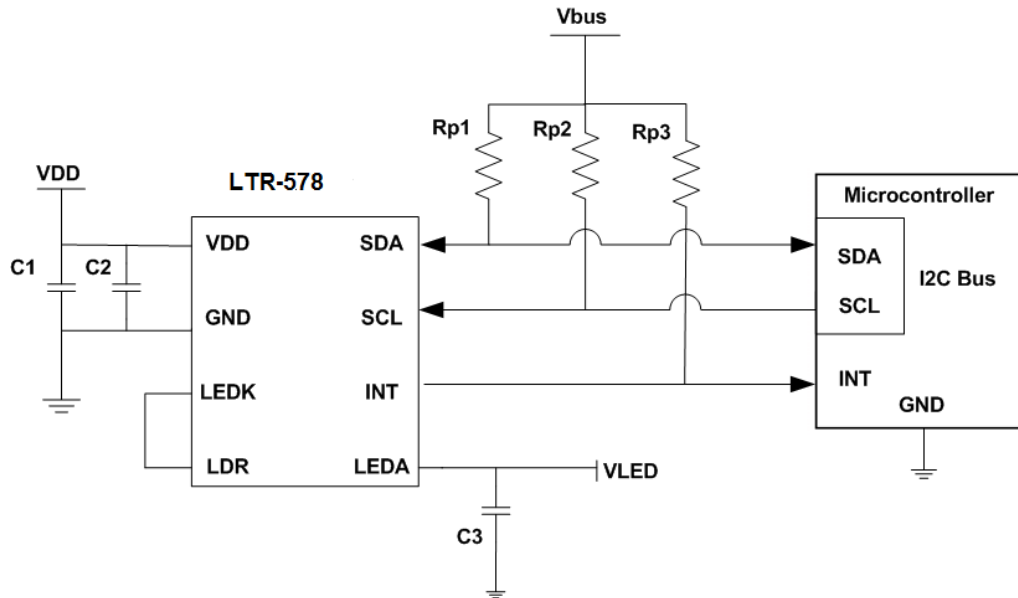 Vbus
Rp1 Rp2 Rp3
VDD
LTR-578
Microcontroller
VDD SDA
SDA
C1 C2
I2C Bus
GND SCL
SCL
LEDK INT
INT
GND
LDR LEDA
VLED
C3